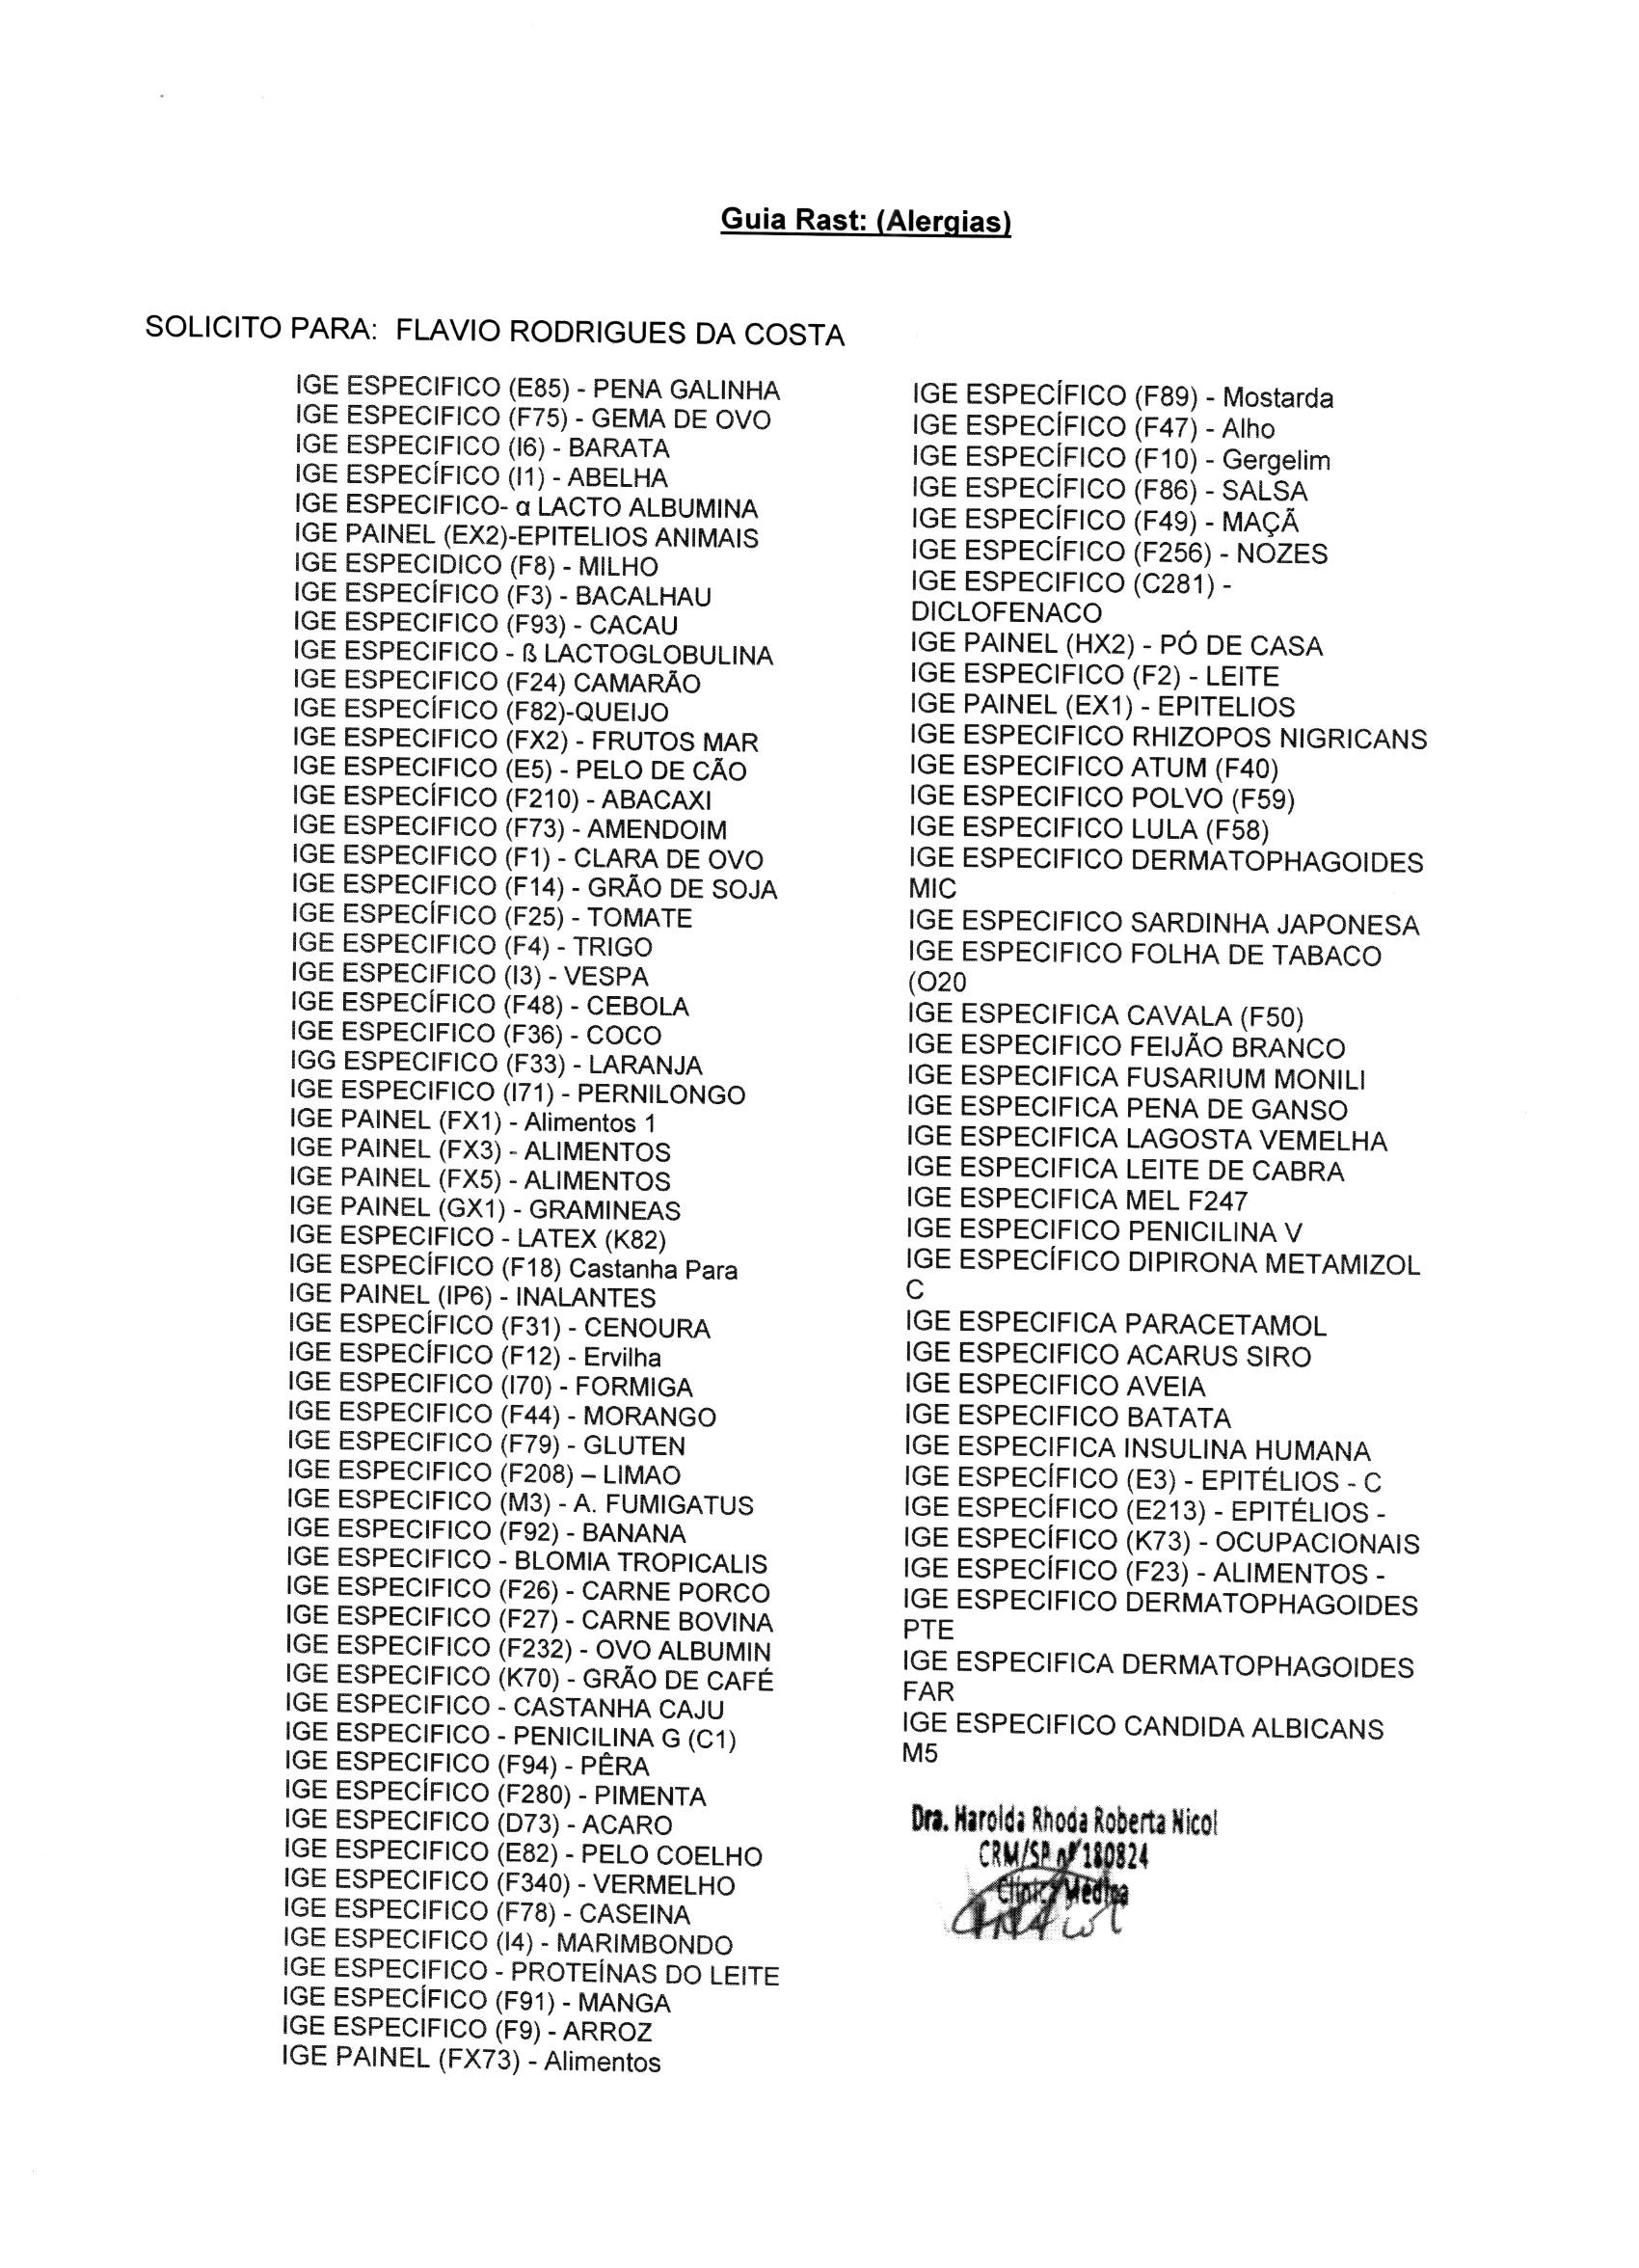 Guia Rast: (Alergias)
SOLICITO PARA: FLAVIO RODRIGUES DA COSTA
IGE ESPECIFICO (E85) - PENA GALINHA
IGE ESPECIFICO (F75) - GEMA DE OVO
IGE ESPECIFICO (I6) - BARATA
IGE ESPECÍFICO (I1) - ABELHA
IGE ESPECIFICO- α LACTO ALBUMINA
IGE PAINEL (EX2)-EPITELIOS ANIMAIS
IGE ESPECIDICO (F8) - MILHO
IGE ESPECÍFICO (F3) - BACALHAU
IGE ESPECIFICO (F93) - CACAU
IGE ESPECIFICO - ß LACTOGLOBULINA
IGE ESPECIFICO (F24) CAMARÃO
IGE ESPECÍFICO (F82)-QUEIJO
IGE ESPECIFICO (FX2) - FRUTOS MAR
IGE ESPECIFICO (E5) - PELO DE CÃO
IGE ESPECÍFICO (F210) - ABACAXI
IGE ESPECIFICO (F73) - AMENDOIM
IGE ESPECIFICO (F1) - CLARA DE OVO
IGE ESPECIFICO (F14) - GRÃO DE SOJA
IGE ESPECÍFICO (F25) - TOMATE
IGE ESPECIFICO (F4) - TRIGO
IGE ESPECIFICO (I3) - VESPA
IGE ESPECÍFICO (F48) - CEBOLA
IGE ESPECIFICO (F36) - COCO
IGG ESPECIFICO (F33) - LARANJA
IGE ESPECIFICO (I71) - PERNILONGO
IGE PAINEL (FX1) - Alimentos 1
IGE PAINEL (FX3) - ALIMENTOS
IGE PAINEL (FX5) - ALIMENTOS
IGE PAINEL (GX1) - GRAMINEAS
IGE ESPECIFICO - LATEX (K82)
IGE ESPECÍFICO (F18) Castanha Para
IGE PAINEL (IP6) - INALANTES
IGE ESPECÍFICO (F31) - CENOURA
IGE ESPECÍFICO (F12) - Ervilha
IGE ESPECIFICO (I70) - FORMIGA
IGE ESPECIFICO (F44) - MORANGO
IGE ESPECIFICO (F79) - GLUTEN
IGE ESPECIFICO (F208) – LIMAO
IGE ESPECIFICO (M3) - A. FUMIGATUS
IGE ESPECIFICO (F92) - BANANA
IGE ESPECIFICO - BLOMIA TROPICALIS
IGE ESPECIFICO (F26) - CARNE PORCO
IGE ESPECIFICO (F27) - CARNE BOVINA
IGE ESPECIFICO (F232) - OVO ALBUMIN
IGE ESPECIFICO (K70) - GRÃO DE CAFÉ
IGE ESPECIFICO - CASTANHA CAJU
IGE ESPECIFICO - PENICILINA G (C1)
IGE ESPECIFICO (F94) - PÊRA
IGE ESPECÍFICO (F280) - PIMENTA
IGE ESPECIFICO (D73) - ACARO
IGE ESPECIFICO (E82) - PELO COELHO
IGE ESPECIFICO (F340) - VERMELHO
IGE ESPECIFICO (F78) - CASEINA
IGE ESPECIFICO (I4) - MARIMBONDO
IGE ESPECIFICO - PROTEÍNAS DO LEITE
IGE ESPECÍFICO (F91) - MANGA
IGE ESPECIFICO (F9) - ARROZ
IGE PAINEL (FX73) - Alimentos
IGE ESPECÍFICO (F89) - Mostarda
IGE ESPECÍFICO (F47) - Alho
IGE ESPECÍFICO (F10) - Gergelim
IGE ESPECÍFICO (F86) - SALSA
IGE ESPECÍFICO (F49) - MAÇÃ
IGE ESPECÍFICO (F256) - NOZES
IGE ESPECIFICO (C281) -
DICLOFENACO
IGE PAINEL (HX2) - PÓ DE CASA
IGE ESPECIFICO (F2) - LEITE
IGE PAINEL (EX1) - EPITELIOS
IGE ESPECIFICO RHIZOPOS NIGRICANS
IGE ESPECIFICO ATUM (F40)
IGE ESPECIFICO POLVO (F59)
IGE ESPECIFICO LULA (F58)
IGE ESPECIFICO DERMATOPHAGOIDES
MIC
IGE ESPECIFICO SARDINHA JAPONESA
IGE ESPECIFICO FOLHA DE TABACO
(O20
IGE ESPECIFICA CAVALA (F50)
IGE ESPECIFICO FEIJÃO BRANCO
IGE ESPECIFICA FUSARIUM MONILI
IGE ESPECIFICA PENA DE GANSO
IGE ESPECIFICA LAGOSTA VEMELHA
IGE ESPECIFICA LEITE DE CABRA
IGE ESPECIFICA MEL F247
IGE ESPECIFICO PENICILINA V
IGE ESPECÍFICO DIPIRONA METAMIZOL
C
IGE ESPECIFICA PARACETAMOL
IGE ESPECIFICO ACARUS SIRO
IGE ESPECIFICO AVEIA
IGE ESPECIFICO BATATA
IGE ESPECIFICA INSULINA HUMANA
IGE ESPECÍFICO (E3) - EPITÉLIOS - C
IGE ESPECÍFICO (E213) - EPITÉLIOS -
IGE ESPECÍFICO (K73) - OCUPACIONAIS
IGE ESPECÍFICO (F23) - ALIMENTOS -
IGE ESPECIFICO DERMATOPHAGOIDES
PTE
IGE ESPECIFICA DERMATOPHAGOIDES
FAR
IGE ESPECIFICO CANDIDA ALBICANS
M5
Dra. Harolda Rhoda Roberta Nicol
CRM/SP nº 180824
Clínica Médica